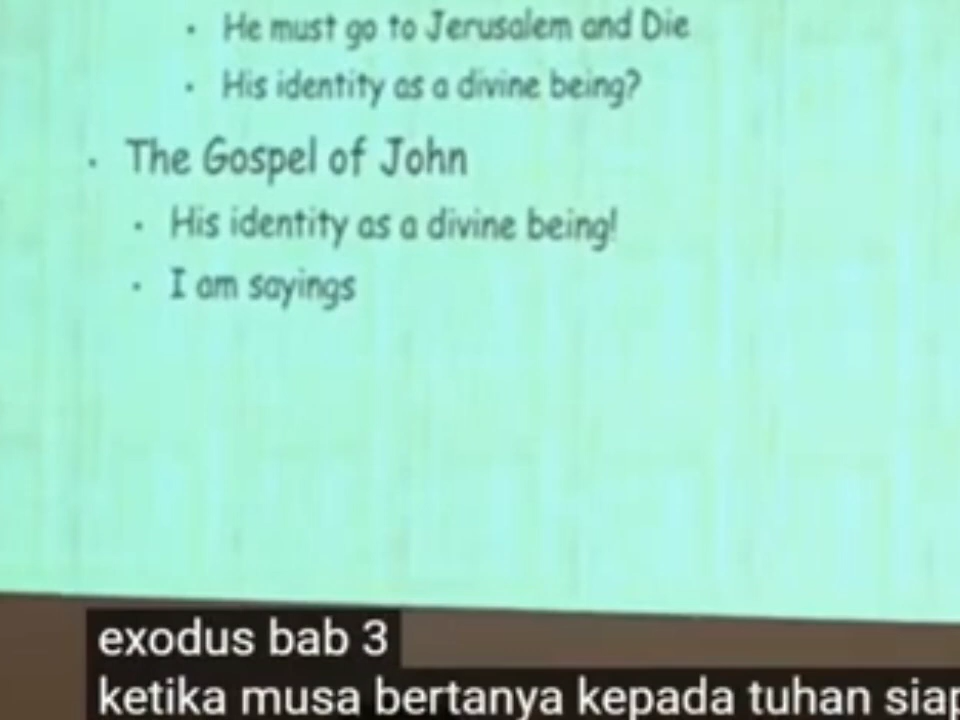 • He must go to Jerusalem and Die
• His identity as a divine being?
• The Gospel of John
• His identity as a divine being!
• I am sayings
exodus bab 3
ketika musa bertanya kepada tuhan